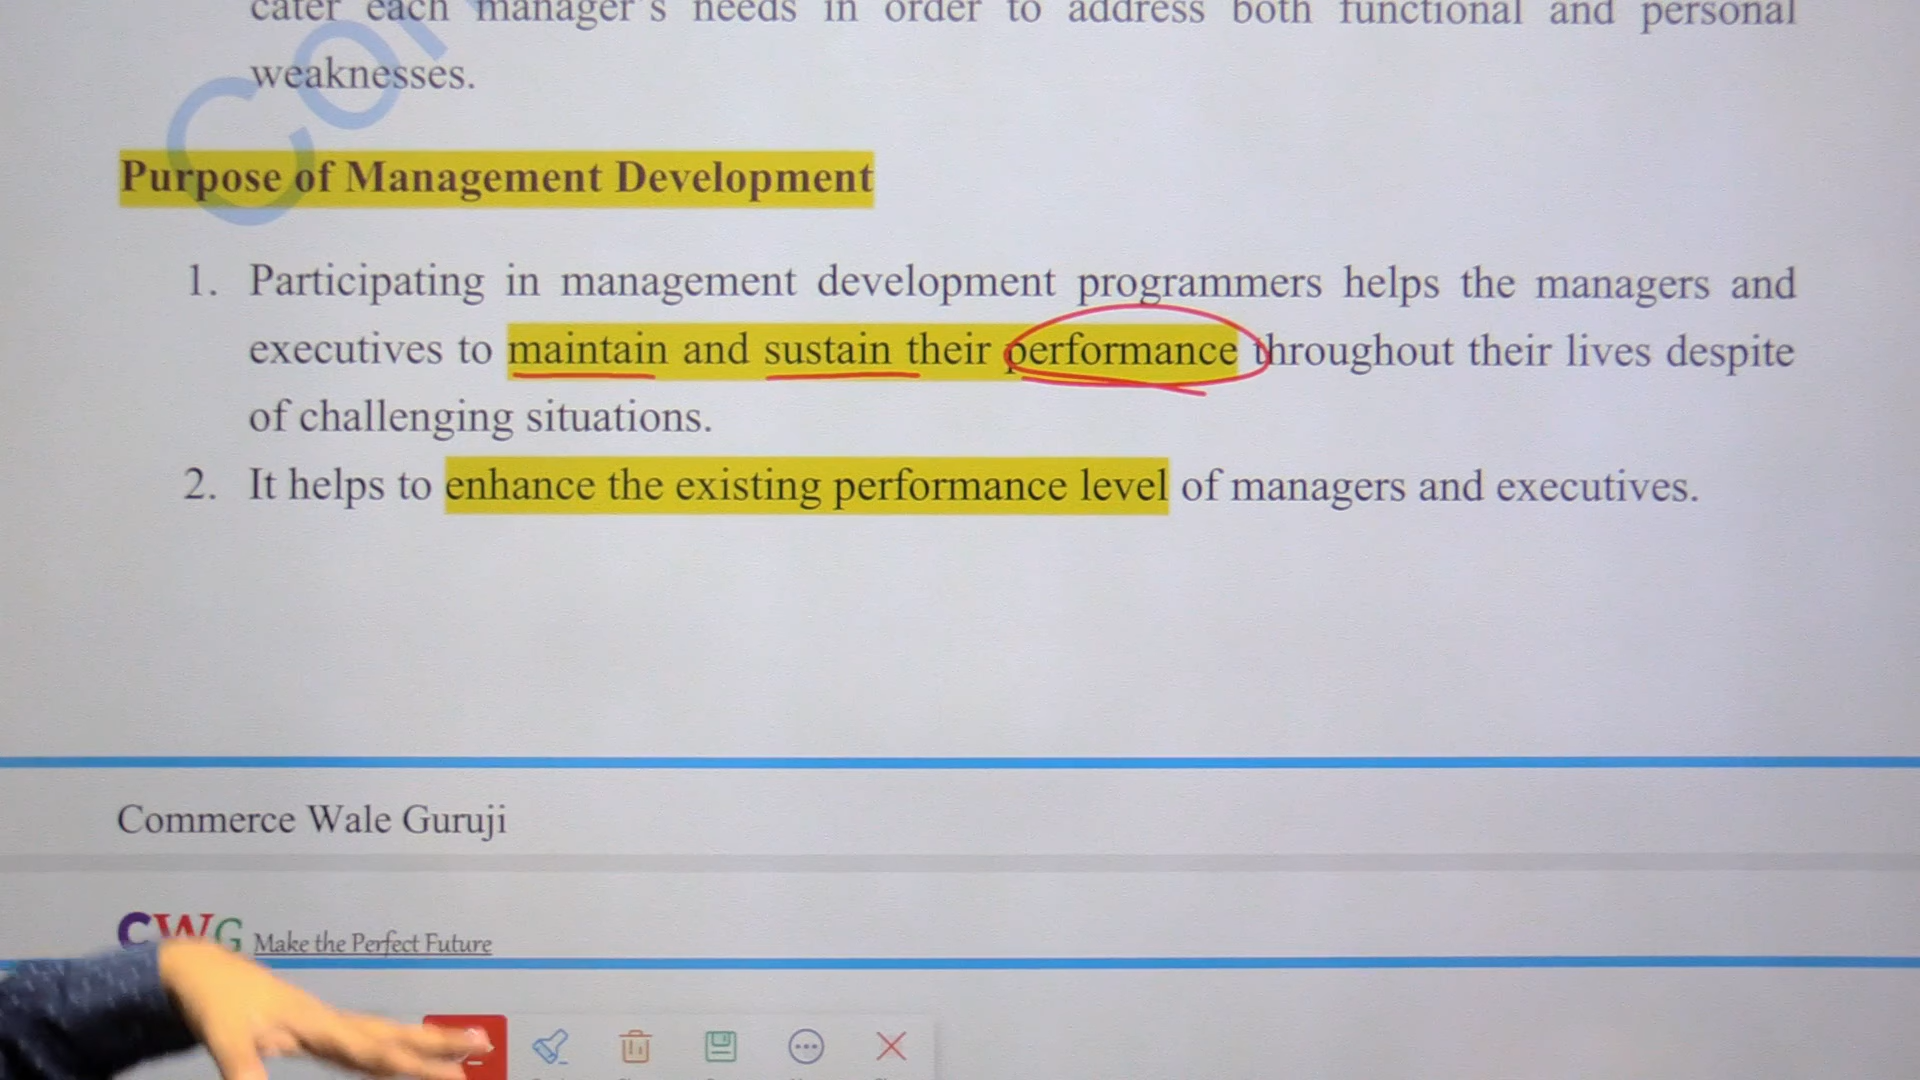 cater each manager's needs in order to address both functional and personal
weaknesses.
Con
Purpose of Management Development
1. Participating in management development programmers helps the managers and
executives to maintain and sustain their performance throughout their lives despite
of challenging situations.
2. It helps to enhance the existing performance level of managers and executives.
Commerce Wale Guruji
CWG Make the Perfect Future